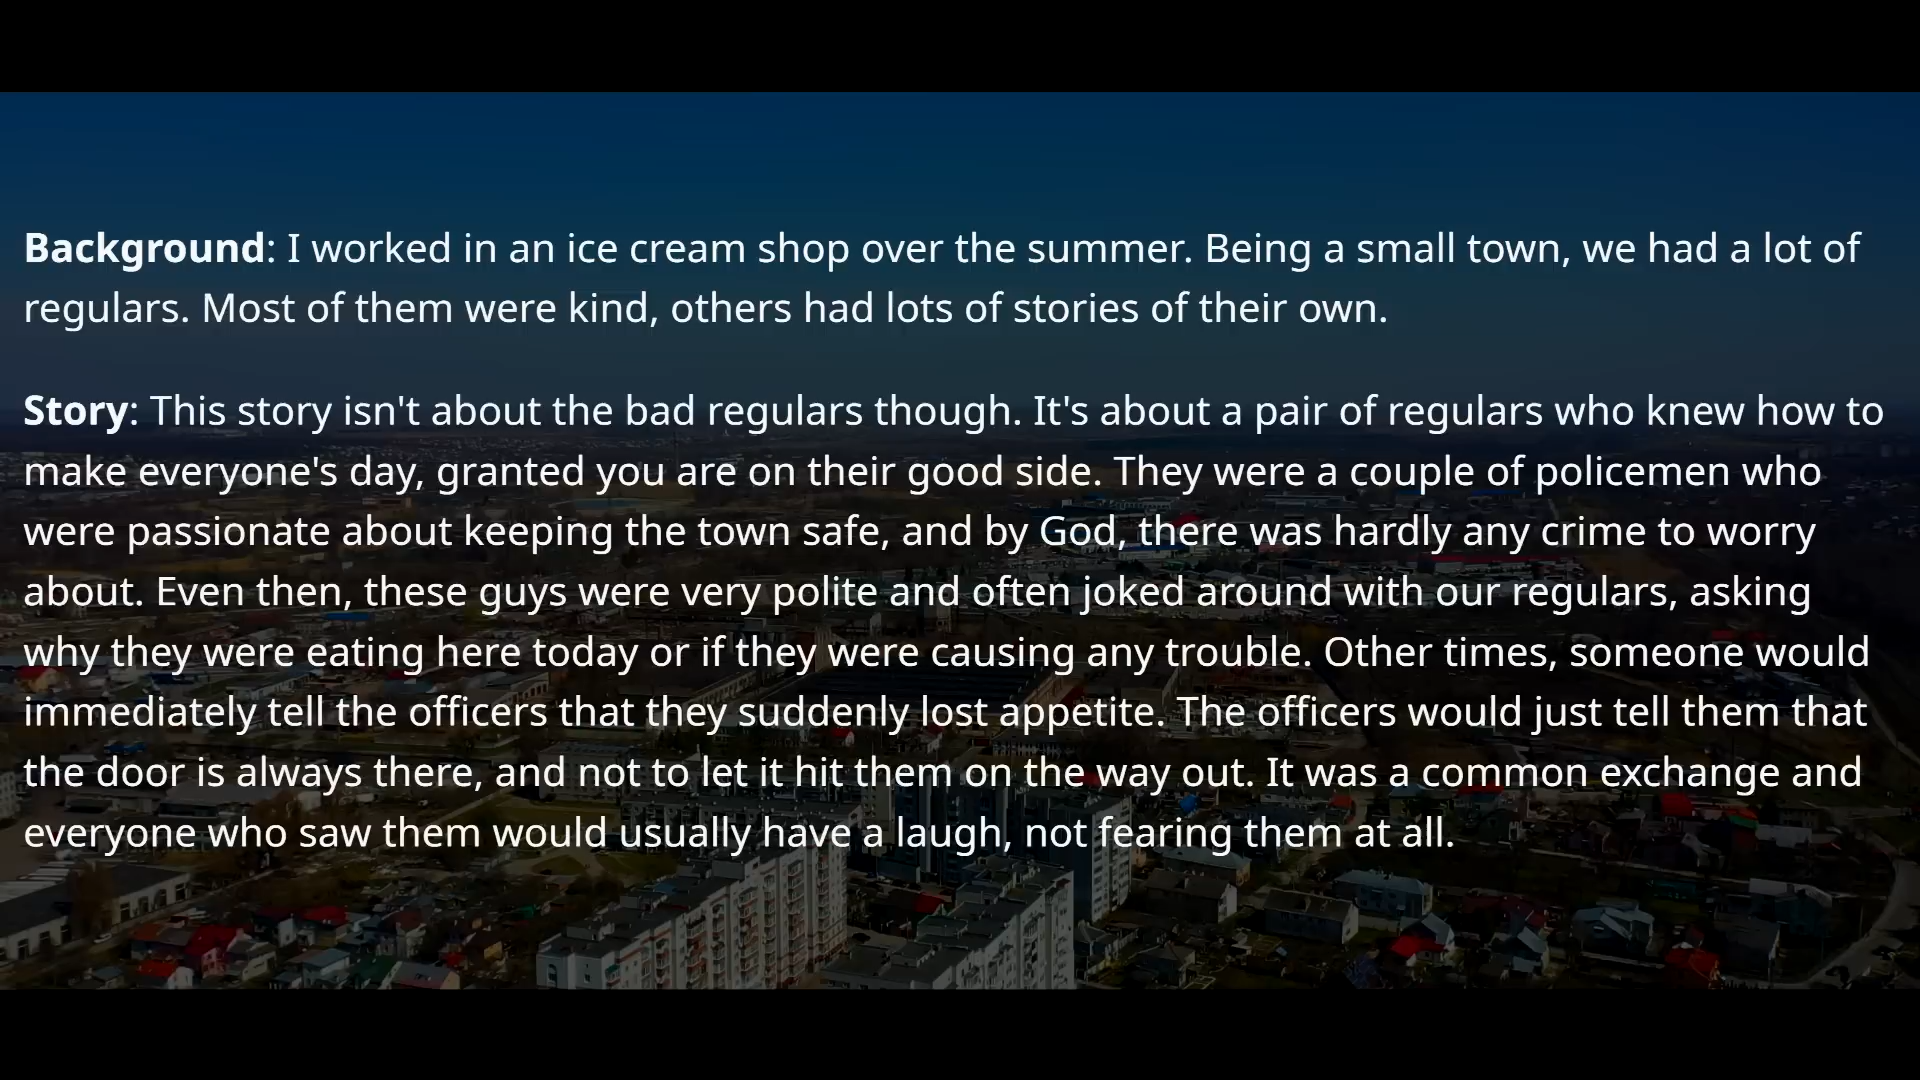 Background: I worked in an ice cream shop over the summer. Being a small town, we had a lot of
regulars. Most of them were kind, others had lots of stories of their own.
Story: This story isn't about the bad regulars though. It's about a pair of regulars who knew how to
make everyone's day, granted you are on their good side. They were a couple of policemen who
were passionate about keeping the town safe, and by God, there was hardly any crime to worry
about. Even then, these guys were very polite and often joked around with our regulars, asking
why they were eating here today or if they were causing any trouble. Other times, someone would
immediately tell the officers that they suddenly lost appetite. The officers would just tell them that
the door is always there, and not to let it hit them on the way out. It was a common exchange and
everyone who saw them would usually have a laugh, not fearing them at all.